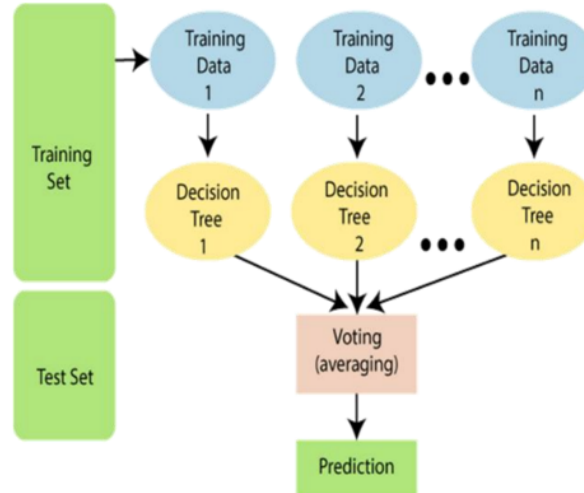 Training
Data
1
Training
Data
2
Training
Data
n
Training
Set
Decision
Tree
1
Decision
Tree
2
Decision
Tree
n
Test Set
Voting
(averaging)
Prediction